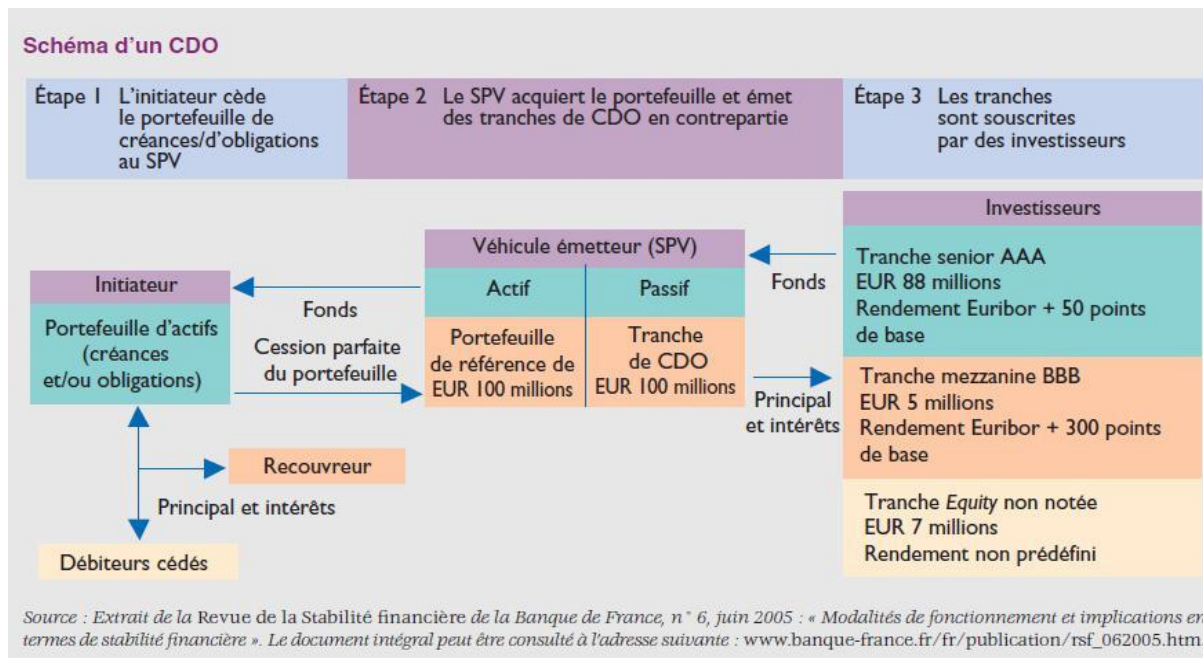 Schéma d'un CDO
Étape 1 L'initiateur cède
le portefeuille de
créances/d'obligations
au SPV
Étape 2 Le SPV acquiert le portefeuille et émet
des tranches de CDO en contrepartie
Étape 3 Les tranches
sont souscrites
par des investisseurs
Initiateur
Portefeuille d'actifs
(créances
et/ou obligations)
Fonds
Cession parfaite
du portefeuille
Recouvreur
Principal et intérêts
Débiteurs cédés
Véhicule émetteur (SPV)
Actif
Passif
Portefeuille
de référence de
EUR 100 millions
Tranche
de CDO
EUR 100 millions
Fonds
Principal
et intérêts
Investisseurs
Tranche senior AAA
EUR 88 millions
Rendement Euribor + 50 points
de base
Tranche mezzanine BBB
EUR 5 millions
Rendement Euribor + 300 points
de base
Tranche Equity non notée
EUR 7 millions
Rendement non prédéfini
Source : Extrait de la Revue de la Stabilité financière de la Banque de France, n° 6, juin 2005 : « Modalités de fonctionnement et implications en
termes de stabilité financière ». Le document intégral peut être consulté à l'adresse suivante : www.banque-france.fr/fr/publication/rsf_062005.htm.